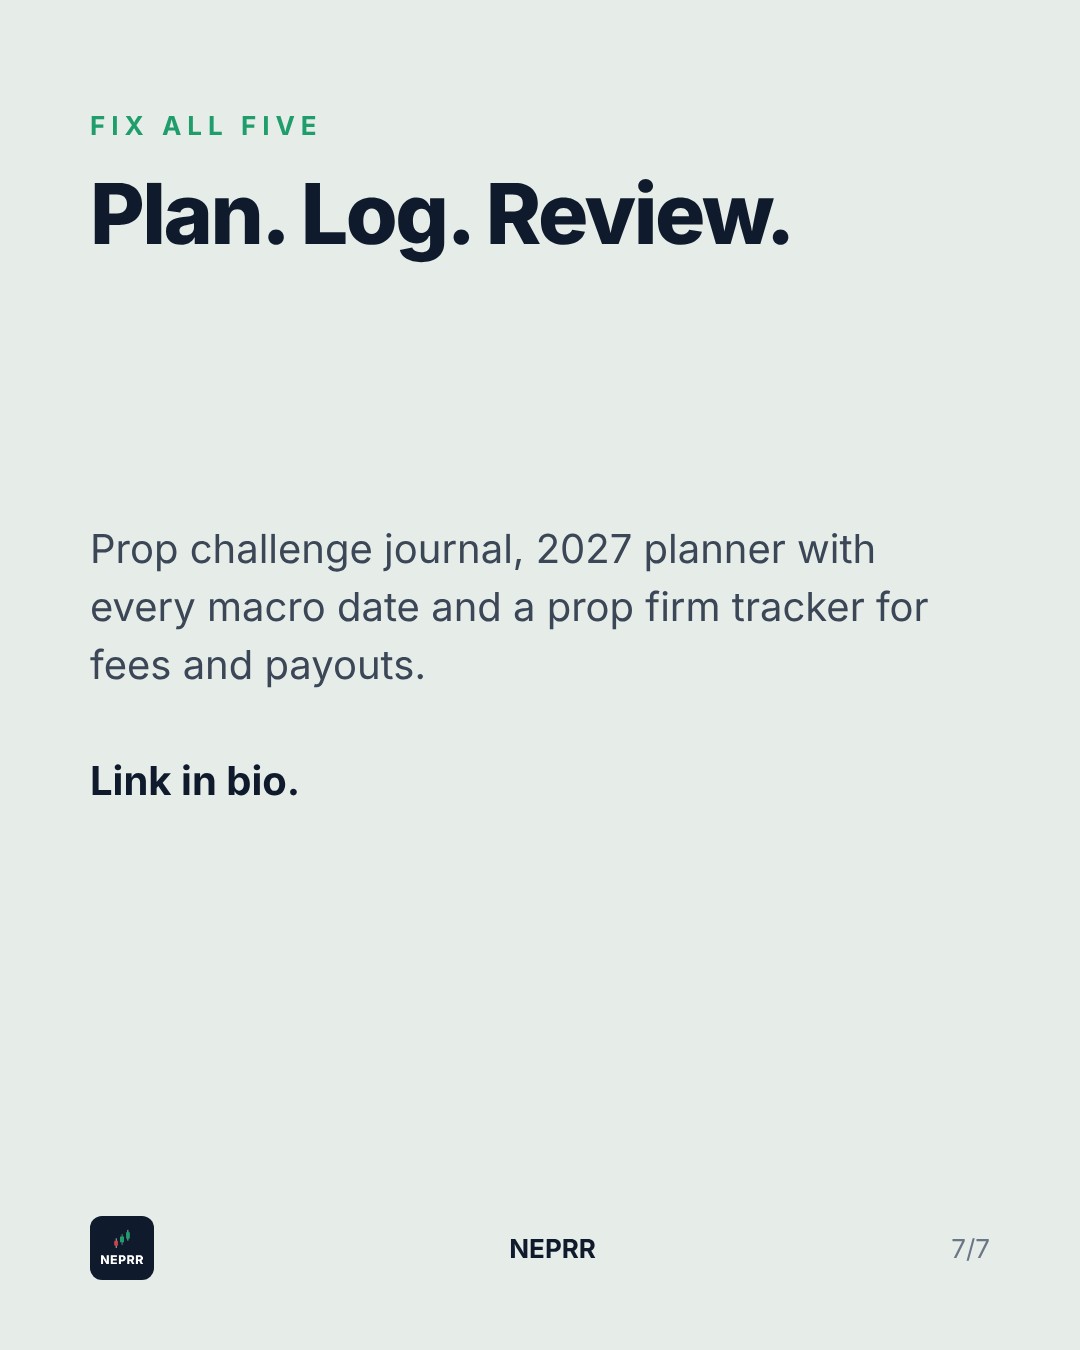 FIX ALL FIVE
Plan. Log. Review.
Prop challenge journal, 2027 planner with
every macro date and a prop firm tracker for
fees and payouts.
Link in bio.
NEPRR
NEPRR
7/7